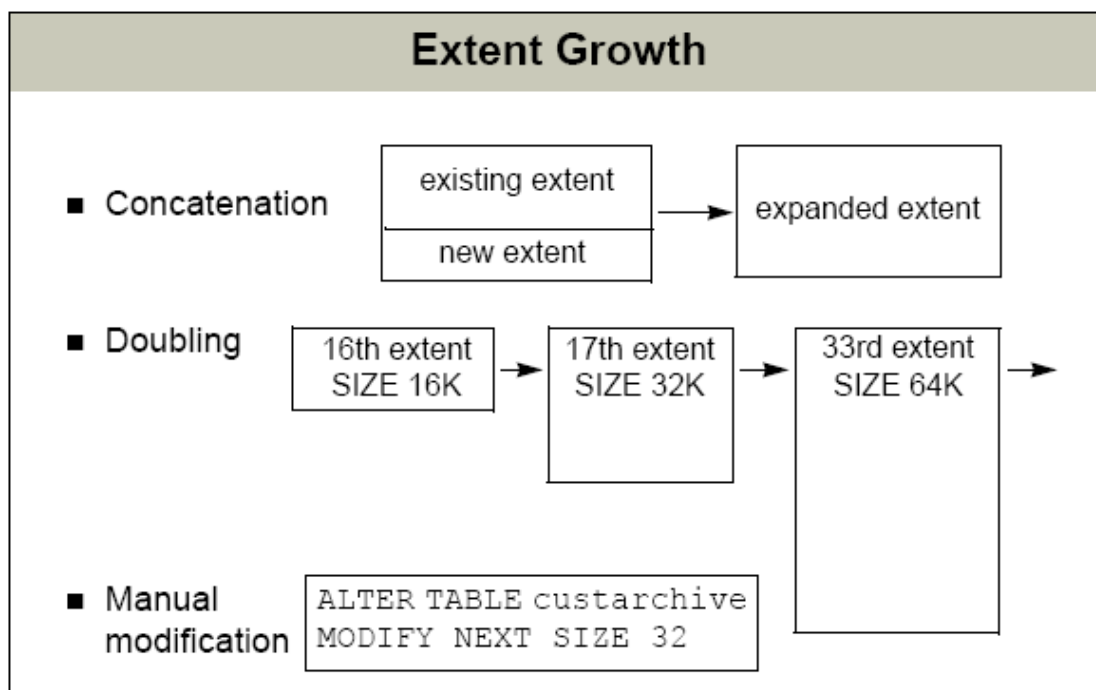 Extent Growth
■ Concatenation
existing extent
new extent
expanded extent
■ Doubling
16th extent
SIZE 16K
17th extent
SIZE 32K
33rd extent
SIZE 64K
■ Manual
modification
ALTER TABLE custarchive
MODIFY NEXT SIZE 32